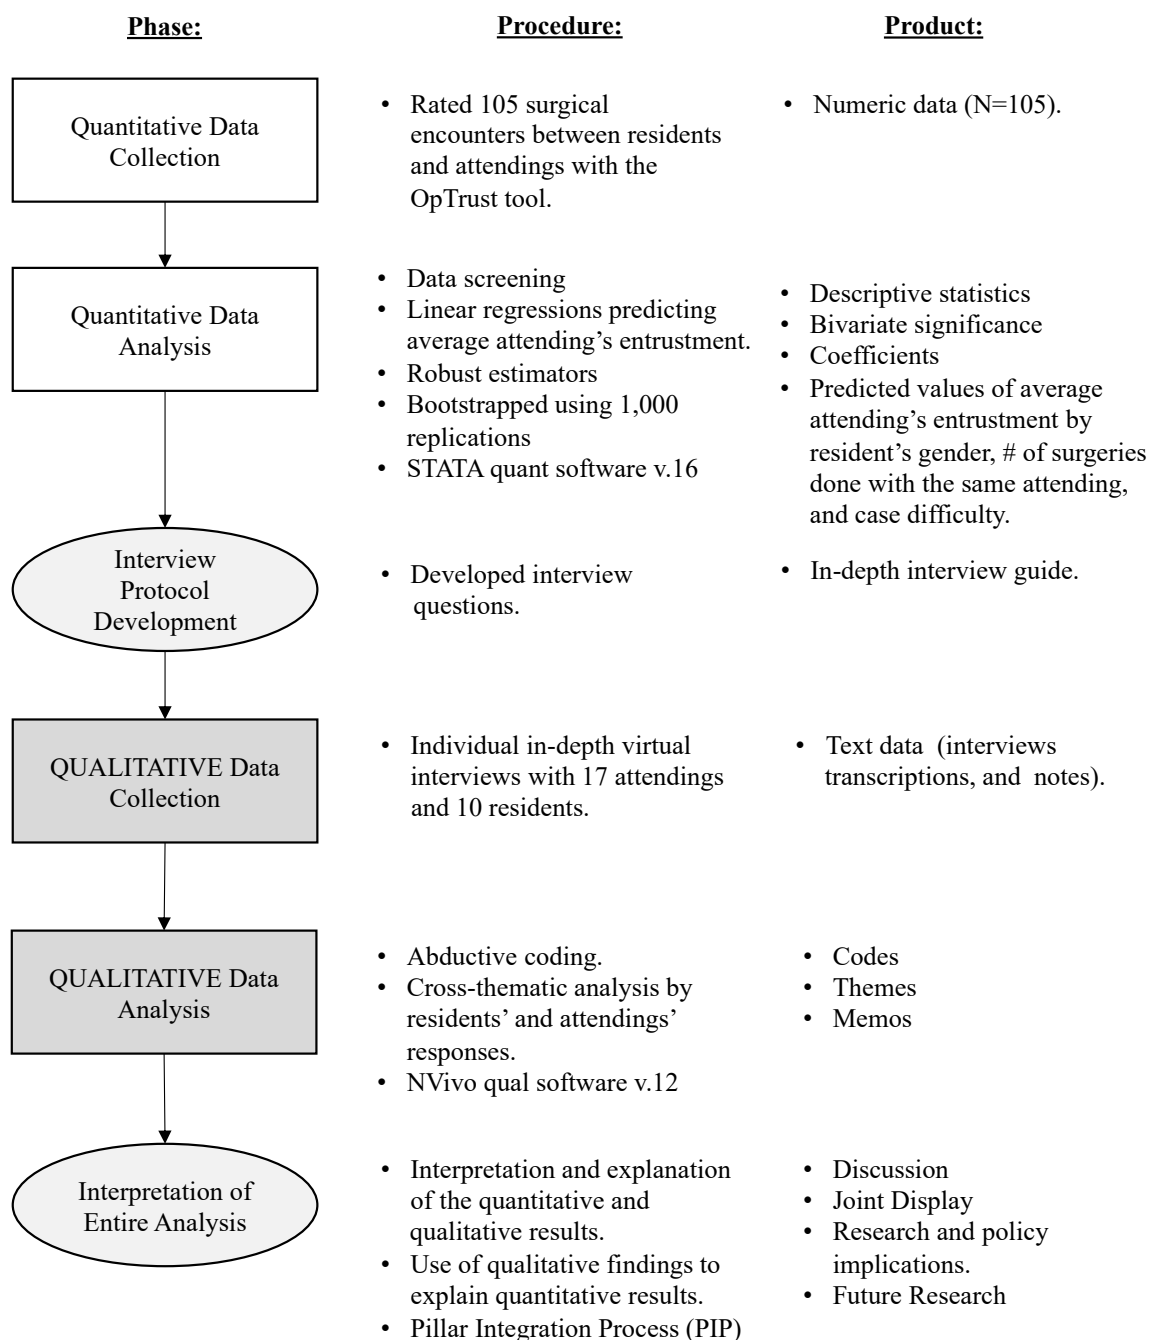 Phase:
Procedure:
Product:
Quantitative Data
Collection
• Rated 105 surgical
encounters between residents
and attendings with the
OpTrust tool.
• Numeric data (N=105).
Quantitative Data
Analysis
• Data screening
• Linear regressions predicting
average attending’s entrustment.
• Robust estimators
• Bootstrapped using 1,000
replications
• STATA quant software v.16
• Descriptive statistics
• Bivariate significance
• Coefficients
• Predicted values of average
attending’s entrustment by
resident’s gender, # of surgeries
done with the same attending,
and case difficulty.
Interview
Protocol
Development
• Developed interview
questions.
• In-depth interview guide.
QUALITATIVE Data
Collection
• Individual in-depth virtual
interviews with 17 attendings
and 10 residents.
• Text data (interviews
transcriptions, and notes).
QUALITATIVE Data
Analysis
• Abductive coding.
• Cross-thematic analysis by
residents’ and attendings’
responses.
• NVivo qual software v.12
• Codes
• Themes
• Memos
Interpretation of
Entire Analysis
• Interpretation and explanation
of the quantitative and
qualitative results.
• Use of qualitative findings to
explain quantitative results.
• Pillar Integration Process (PIP)
• Discussion
• Joint Display
• Research and policy
implications.
• Future Research